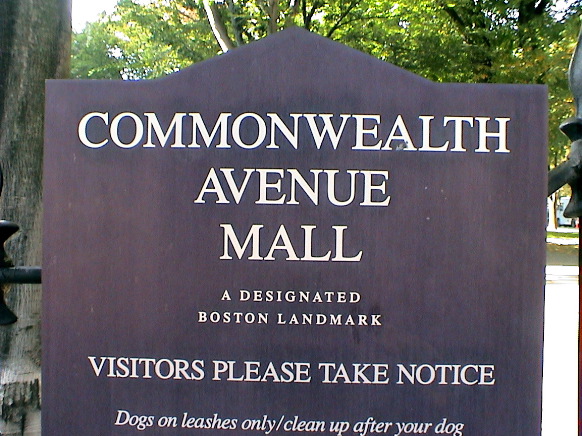 COMMONWEALTH
AVENUE
MALL
A DESIGNATED
BOSTON LANDMARK
VISITORS PLEASE TAKE NOTICE
Dogs on leashes only/clean up after your dog